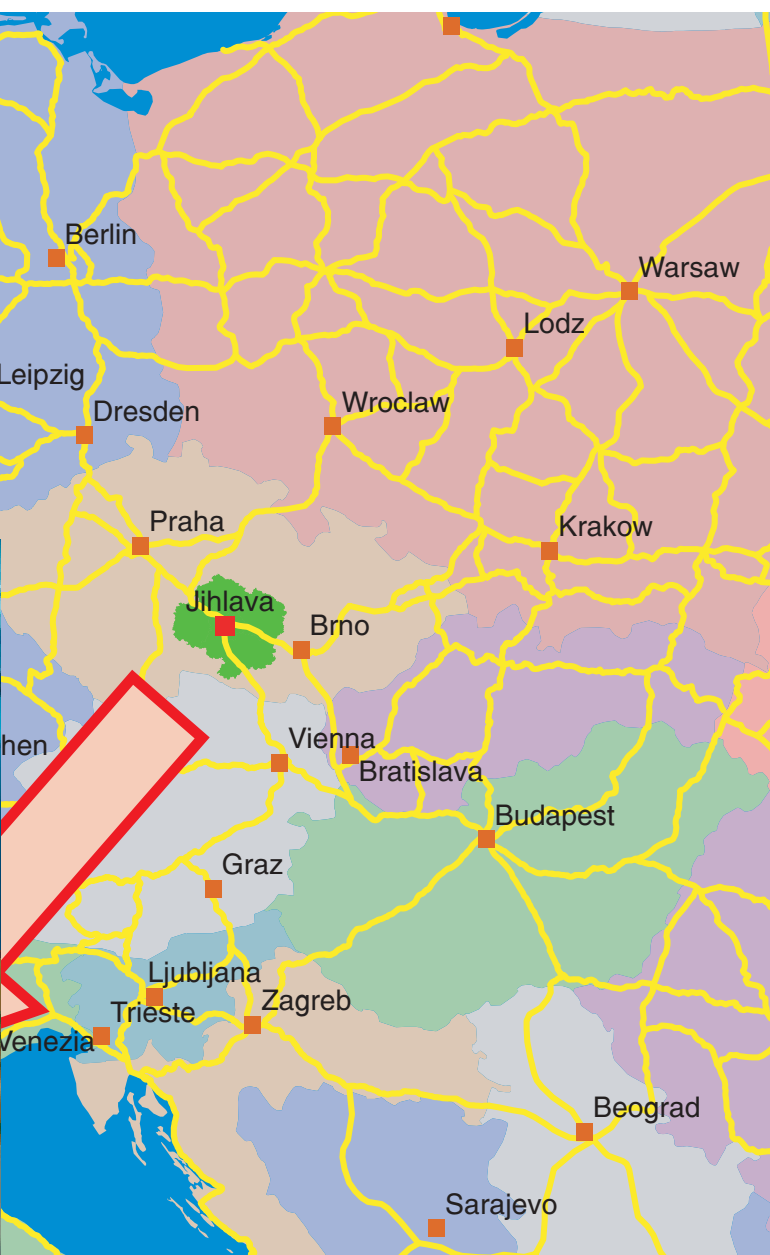 Berlin
Warsaw
Lodz
Leipzig
Dresden
Wroclaw
Praha
Krakow
Jihlava
Brno
Vienna
hen
Bratislava
Budapest
Graz
Ljubljana
Zagreb
Trieste
Venezia
Beograd
Sarajevo